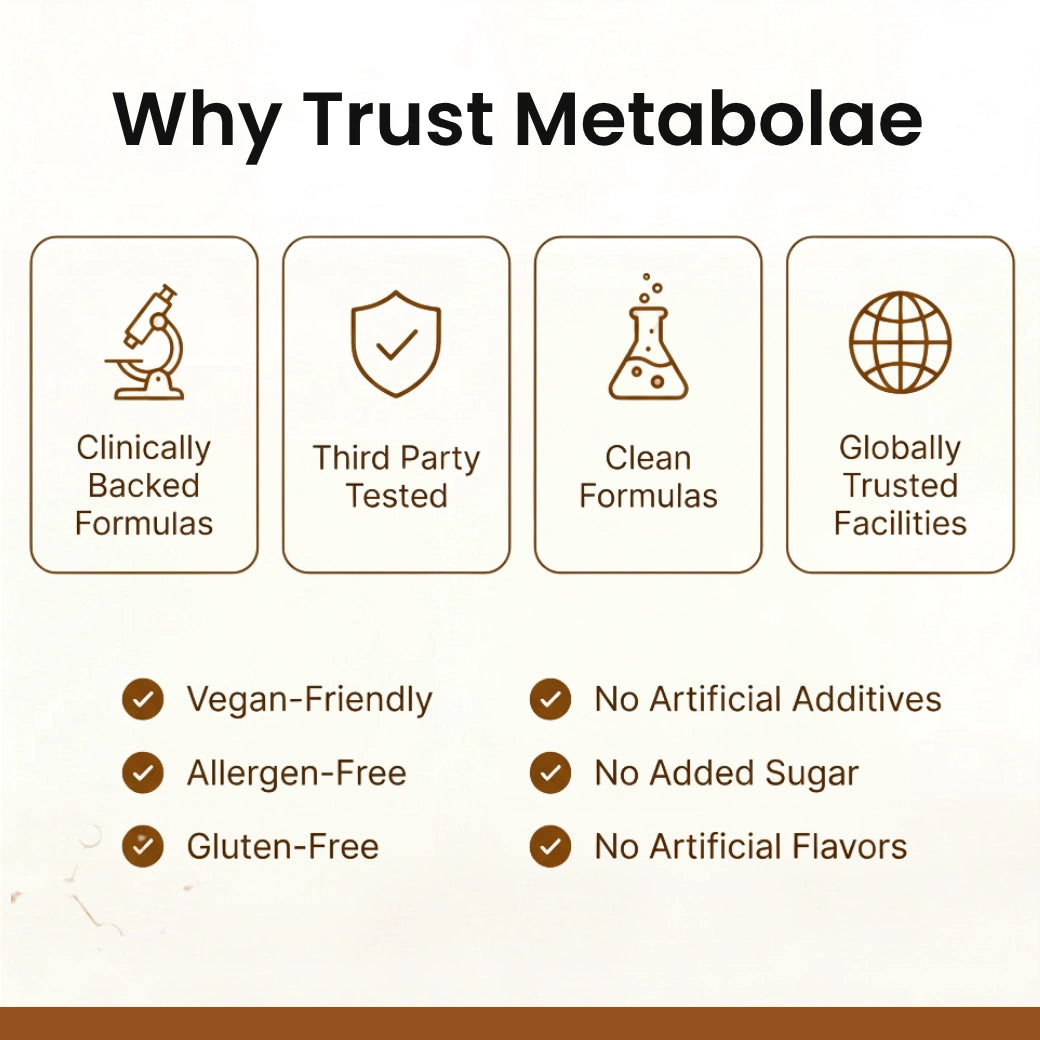 Why Trust Metabolae
Clinically
Backed
Formulas
Third Party
Tested
Clean
Formulas
Globally
Trusted
Facilities
Vegan-Friendly
Allergen-Free
Gluten-Free
No Artificial Additives
No Added Sugar
No Artificial Flavors